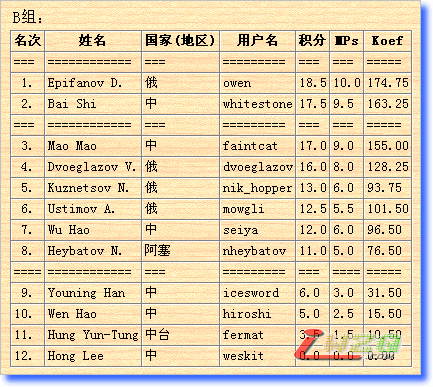 B组：
名次 姓名 国家(地区) 用户名 积分 MPs Koef
=== ============ === ========== === ==== =====
1. Epifanov D. 俄 owen 18.5 10.0 174.75
2. Bai Shi 中 whitestone 17.5 9.5 163.25
=== ============ === ========== === ==== =====
3. Mao Mao 中 faintcat 17.0 9.0 155.00
4. Dvoeglazov V. 俄 dvoeglazov 16.0 8.0 128.25
5. Kuznetsov N. 俄 nik_hopper 13.0 6.0 93.75
6. Ustimov A. 俄 mowgli 12.5 5.5 101.50
7. Wu Hao 中 seiya 12.0 6.0 96.50
8. Heybatov N. 阿塞 nheybatov 11.0 5.0 76.50
==== ============ === ========== === ==== =====
9. Youning Han 中 icesword 6.0 3.0 31.50
10. Wen Hao 中 hiroshi 5.0 2.5 15.50
11. Hung Yun-Tung 中台 fermat 1.5 10.50
12. Hong Lee 中 weskit 0.0 0.0